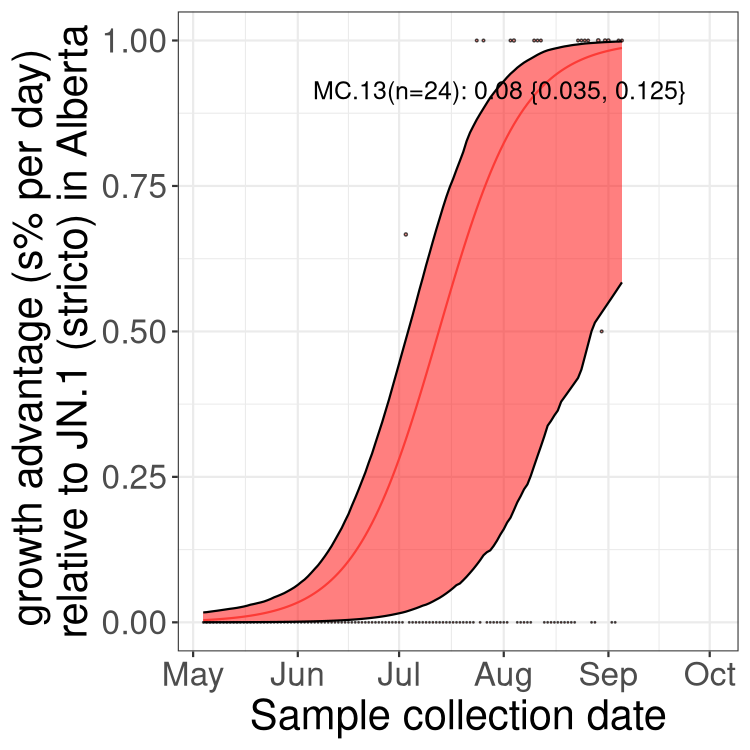 growth advantage (s% per day)
relative to JN.1 (stricto) in Alberta
1.00
0.75
0.50
0.25
0.00
MC.13(n=24): 0.08 {0.035, 0.125}
May Jun Jul Aug Sep Oct
Sample collection date